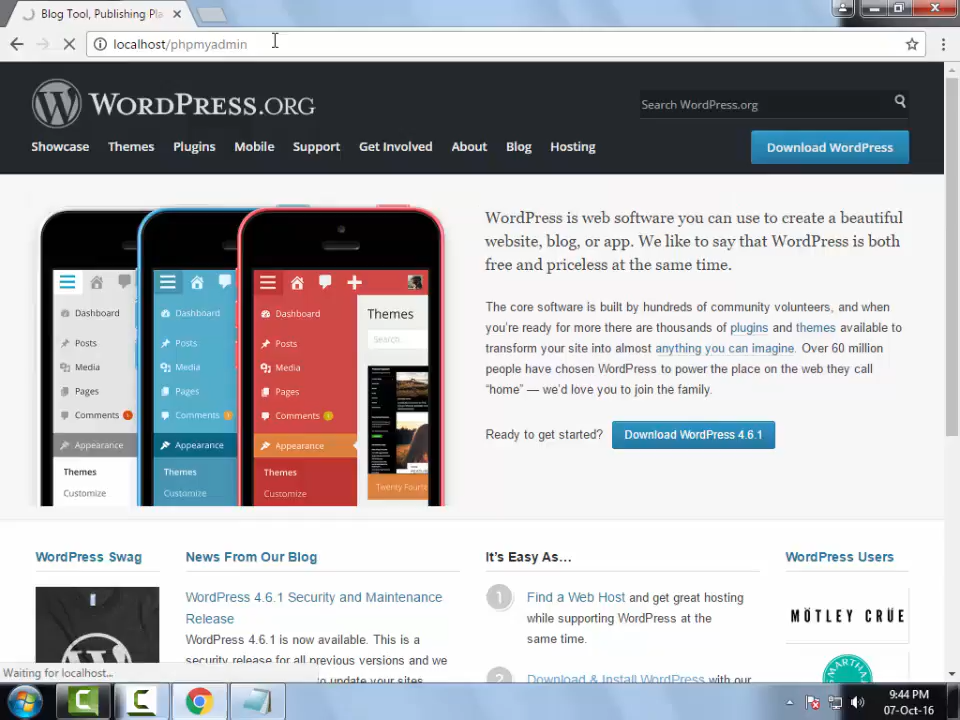 Blog Tool, Publishing Pla
localhost/phpmyadmin
WORDPRESS.ORG
Search WordPress.org
Showcase Themes Plugins Mobile Support Get Involved About Blog Hosting
Download WordPress
WordPress is web software you can use to create a beautiful
website, blog, or app. We like to say that WordPress is both
free and priceless at the same time.
The core software is built by hundreds of community volunteers, and when
you're ready for more there are thousands of plugins and themes available to
transform your site into almost anything you can imagine. Over 60 million
people have chosen WordPress to power the place on the web they call
“home” — we'd love you to join the family.
Ready to get started? Download WordPress 4.6.1
Dashboard
Posts
Media
Pages
Comments
Appearance
Themes
Customize
Dashboard
Posts
Media
Pages
Comments
Appearance
Themes
Customize
Dashboard
Posts
Media
Pages
Comments
Appearance
Themes
Customize
Themes
Search
Twenty Fourte
WordPress Swag
News From Our Blog
WordPress 4.6.1 Security and Maintenance
Release
WordPress 4.6.1 is now available. This is a
security release for all previous versions and we
to update your sites
It's Easy As…
1 Find a Web Host and get great hosting
while supporting WordPress at the
same time.
2 Download & Install WordPress with our
WordPress Users
MÖTLEY CRÜE
MARTHA
Waiting for localhost...
9:44 PM
07-Oct-16